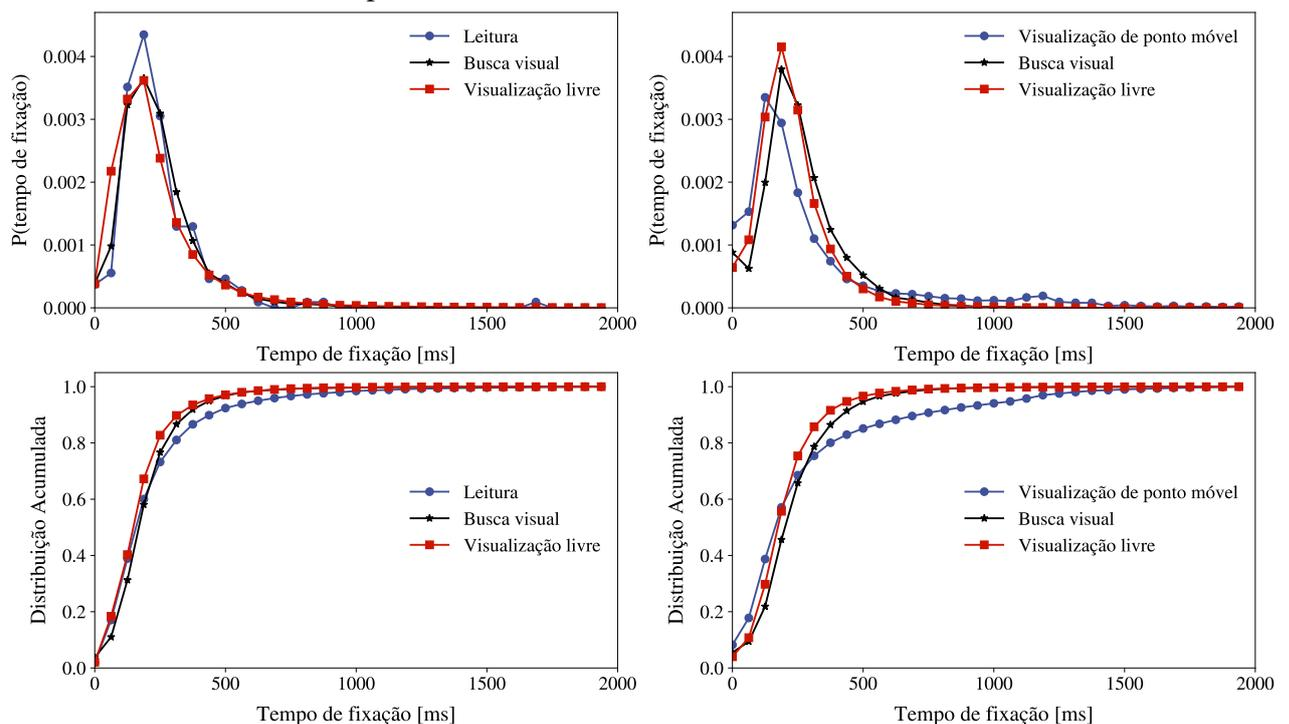 0.004
0.003
0.002
0.001
0.000
P(tempo de fixação)
Leitura
Busca visual
Visualização livre
0 500 1000 1500 2000
Tempo de fixação [ms]
0.004
0.003
0.002
0.001
0.000
P(tempo de fixação)
Visualização de ponto móvel
Busca visual
Visualização livre
0 500 1000 1500 2000
Tempo de fixação [ms]
1.0
0.8
0.6
0.4
0.2
0.0
Distribuição Acumulada
Leitura
Busca visual
Visualização livre
0 500 1000 1500 2000
Tempo de fixação [ms]
1.0
0.8
0.6
0.4
0.2
0.0
Distribuição Acumulada
Visualização de ponto móvel
Busca visual
Visualização livre
0 500 1000 1500 2000
Tempo de fixação [ms]